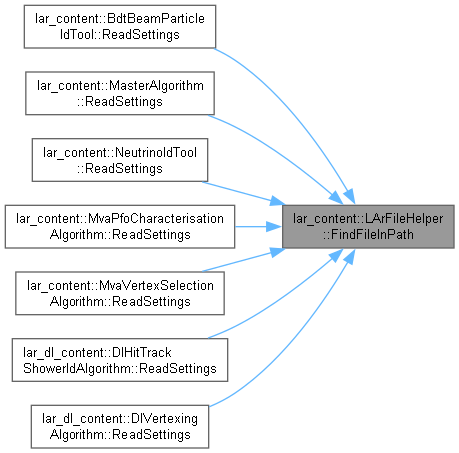 lar_content::BdtBeamParticle
IdTool::ReadSettings
lar_content::MasterAlgorithm
::ReadSettings
lar_content::NeutrinoIdTool
::ReadSettings
lar_content::LArFileHelper
::FindFileInPath
lar_content::MvaPfoCharacterisation
Algorithm::ReadSettings
lar_content::MvaVertexSelection
Algorithm::ReadSettings
lar_dl_content::DlHitTrack
ShowerIdAlgorithm::ReadSettings
lar_dl_content::DlVertexing
Algorithm::ReadSettings